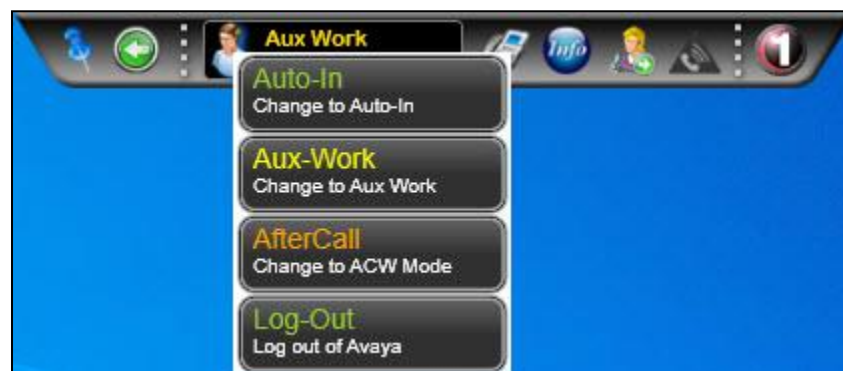 Aux Work
Info
1
Auto-In
Change to Auto-In
Aux-Work
Change to Aux Work
AfterCall
Change to ACW Mode
Log-Out
Log out of Avaya